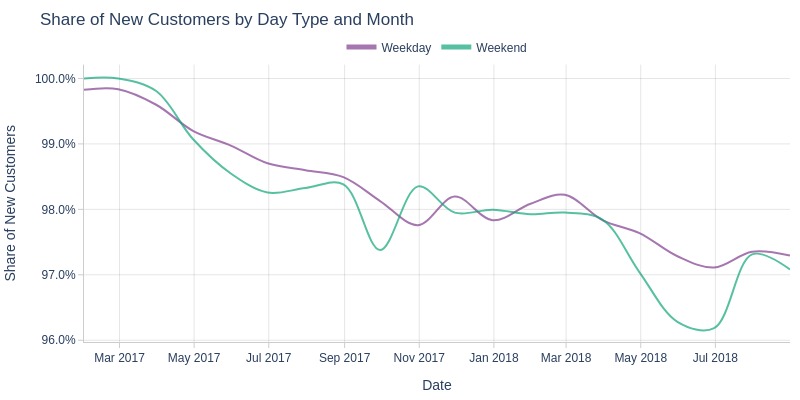 Share of New Customers by Day Type and Month
Weekday
Weekend
100.0%
99.0%
98.0%
97.0%
96.0%
Share of New Customers
Mar 2017
May 2017
Jul 2017
Sep 2017
Nov 2017
Jan 2018
Mar 2018
May 2018
Jul 2018
Date